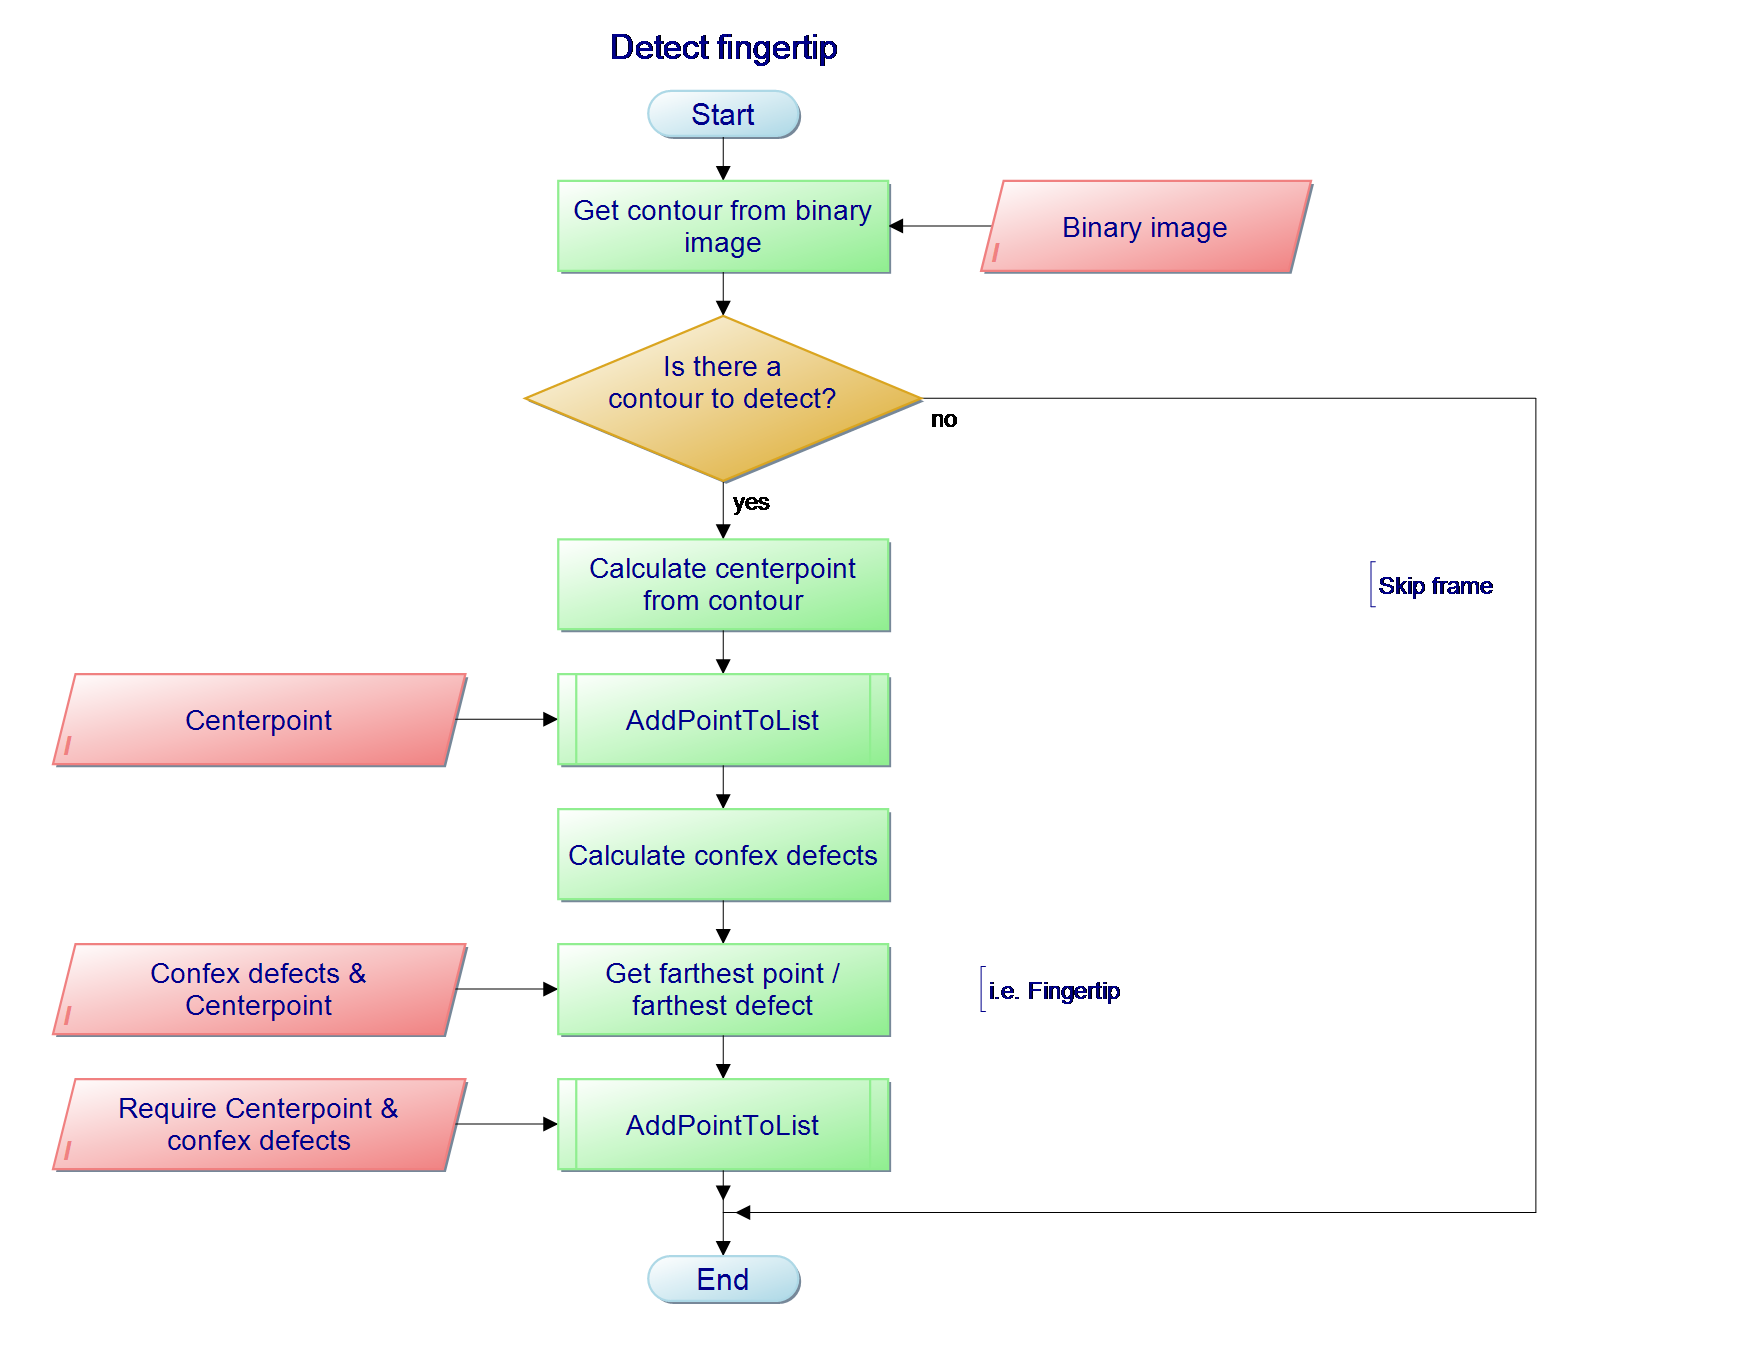 Detect fingertip
Start
Get contour from binary
image
Binary image
Is there a
contour to detect?
no
yes
Calculate centerpoint
from contour
Skip frame
Centerpoint
AddPointToList
Calculate confex defects
Confex defects &
Centerpoint
Get farthest point /
farthest defect
i.e. Fingertip
Require Centerpoint &
confex defects
AddPointToList
End